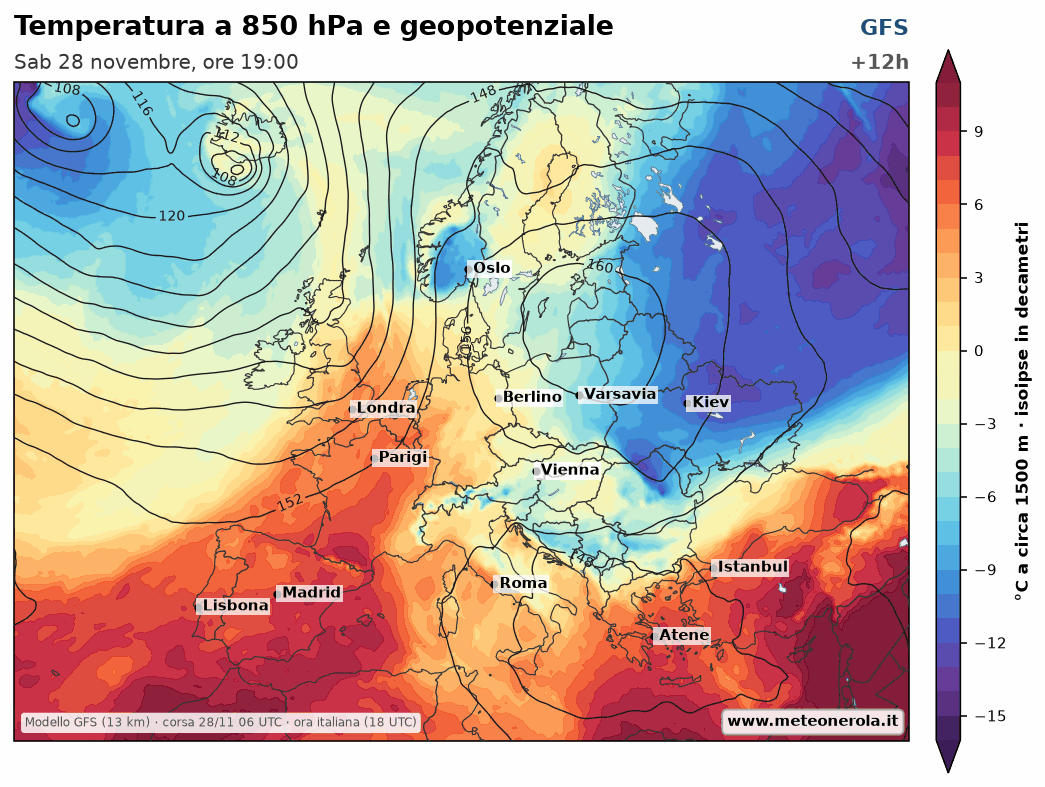 Temperatura a 850 hPa e geopotenziale
GFS
Sab 28 novembre, ore 19:00
+12h
108
116
112
108
148
120
Oslo
160
156
Berlino
Varsavia
Kiev
Londra
Parigi
Vienna
152
Istanbul
Roma
Madrid
Lisbona
Atene
Modello GFS (13 km) · corsa 28/11 06 UTC · ora italiana (18 UTC)
www.meteonerola.it
9
6
3
0
−3
−6
−9
−12
−15
°C a circa 1500 m · isoipse in decametri